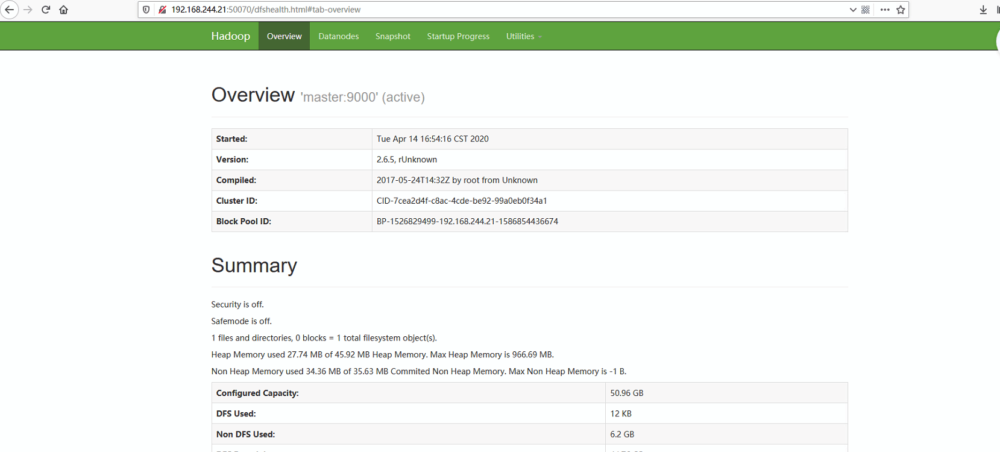 192.168.244.21:50070/dfshealth.html#tab-overview
Hadoop Overview Datanodes Snapshot Startup Progress Utilities
Overview 'master:9000' (active)
Started: Tue Apr 14 16:54:16 CST 2020
Version: 2.6.5, rUnknown
Compiled: 2017-05-24T14:32Z by root from Unknown
Cluster ID: CID-7cea2d4f-c8ac-4cde-be92-99a0eb0f34a1
Block Pool ID: BP-1526829499-192.168.244.21-1586854436674
Summary
Security is off.
Safemode is off.
1 files and directories, 0 blocks = 1 total filesystem object(s).
Heap Memory used 27.74 MB of 45.92 MB Heap Memory. Max Heap Memory is 966.69 MB.
Non Heap Memory used 34.36 MB of 35.63 MB Commited Non Heap Memory. Max Non Heap Memory is -1 B.
Configured Capacity: 50.96 GB
DFS Used: 12 KB
Non DFS Used: 6.2 GB